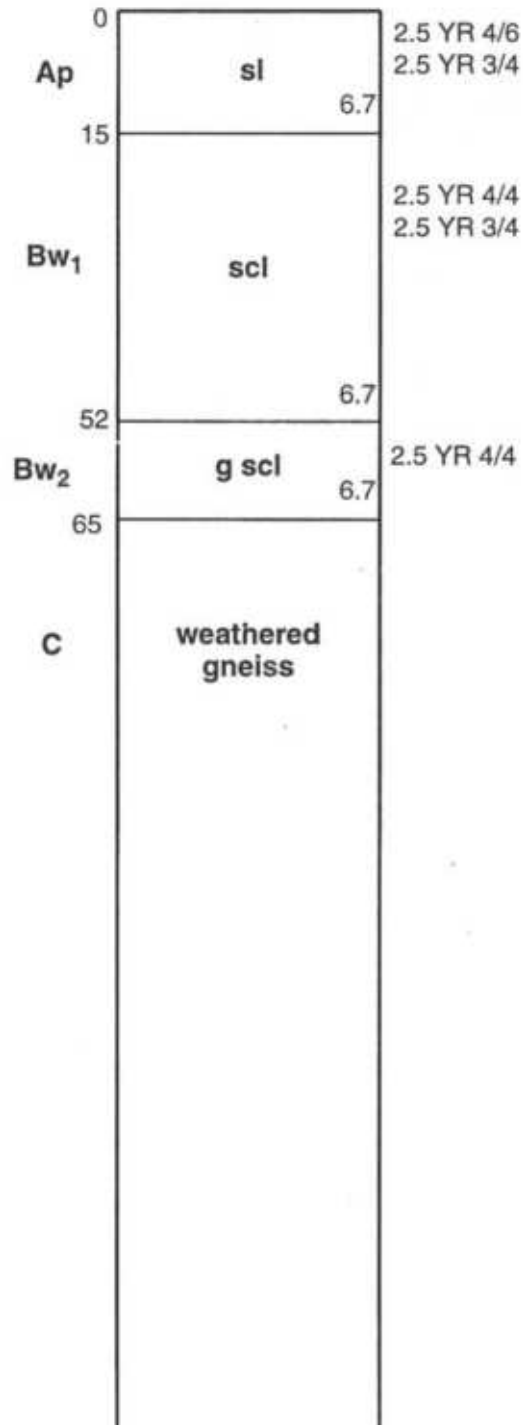 0
2.5 YR 4/6
Ap
sl
2.5 YR 3/4
6.7
15
2.5 YR 4/4
2.5 YR 3/4
Bw₁
scl
6.7
52
Bw₂
g scl
2.5 YR 4/4
6.7
65
C
weathered
gneiss